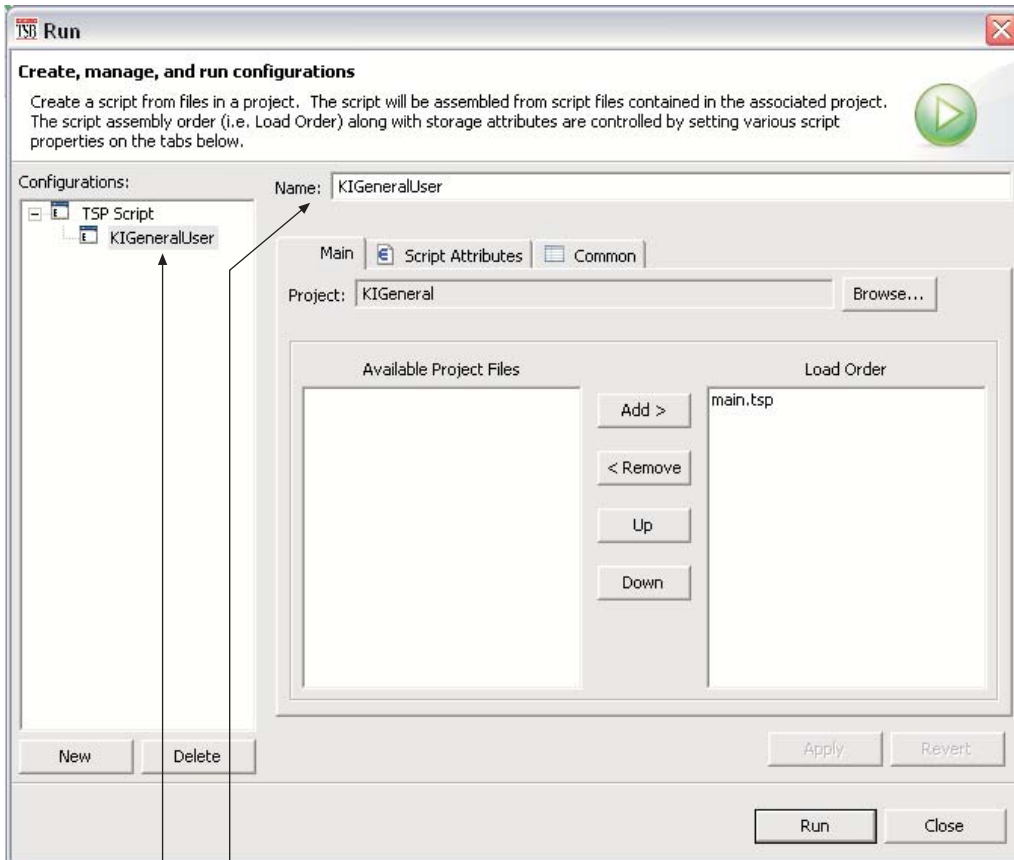 TSB Run
Create, manage, and run configurations
Create a script from files in a project. The script will be assembled from script files contained in the associated project.
The script assembly order (i.e. Load Order) along with storage attributes are controlled by setting various script
properties on the tabs below.
Configurations:
TSP Script
KIGeneralUser
New
Delete
Name: KIGeneralUser
Main
Script Attributes
Common
Project: KIGeneral
Browse...
Available Project Files
Load Order
main.tsp
Add >
< Remove
Up
Down
Apply
Revert
Run
Close